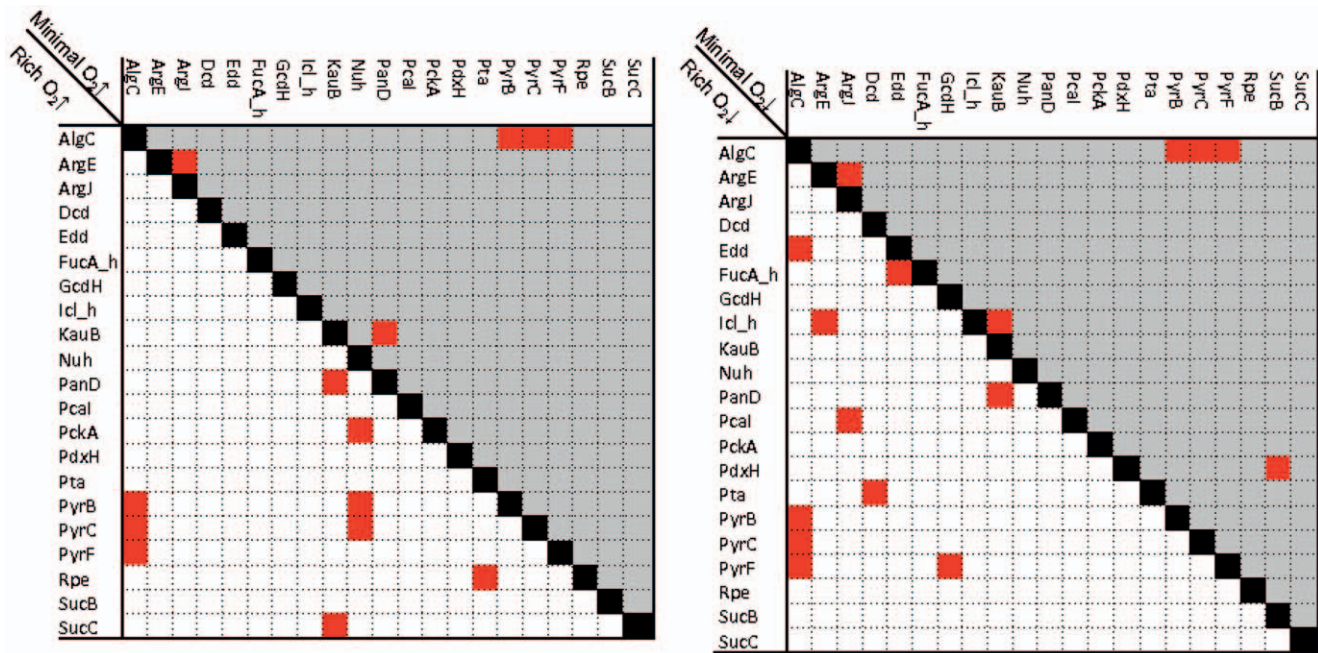 Minimal O₂↑
Rich O₂↑
AlgC ArgE ArgJ Dcd Edd FucA_h GcdH Icl_h KauB Nuh PanD PcaI PckA PdxH Pta PyrB PyrC PyrF Rpe SucB SucC
AlgC
ArgE
ArgJ
Dcd
Edd
FucA_h
GcdH
Icl_h
KauB
Nuh
PanD
PcaI
PckA
PdxH
Pta
PyrB
PyrC
PyrF
Rpe
SucB
SucC
Minimal O₂↓
Rich O₂↓
AlgC ArgE ArgJ Dcd Edd FucA_h GcdH Icl_h KauB Nuh PanD PcaI PckA PdxH Pta PyrB PyrC PyrF Rpe SucB SucC
AlgC
ArgE
ArgJ
Dcd
Edd
FucA_h
GcdH
Icl_h
KauB
Nuh
PanD
PcaI
PckA
PdxH
Pta
PyrB
PyrC
PyrF
Rpe
SucB
SucC